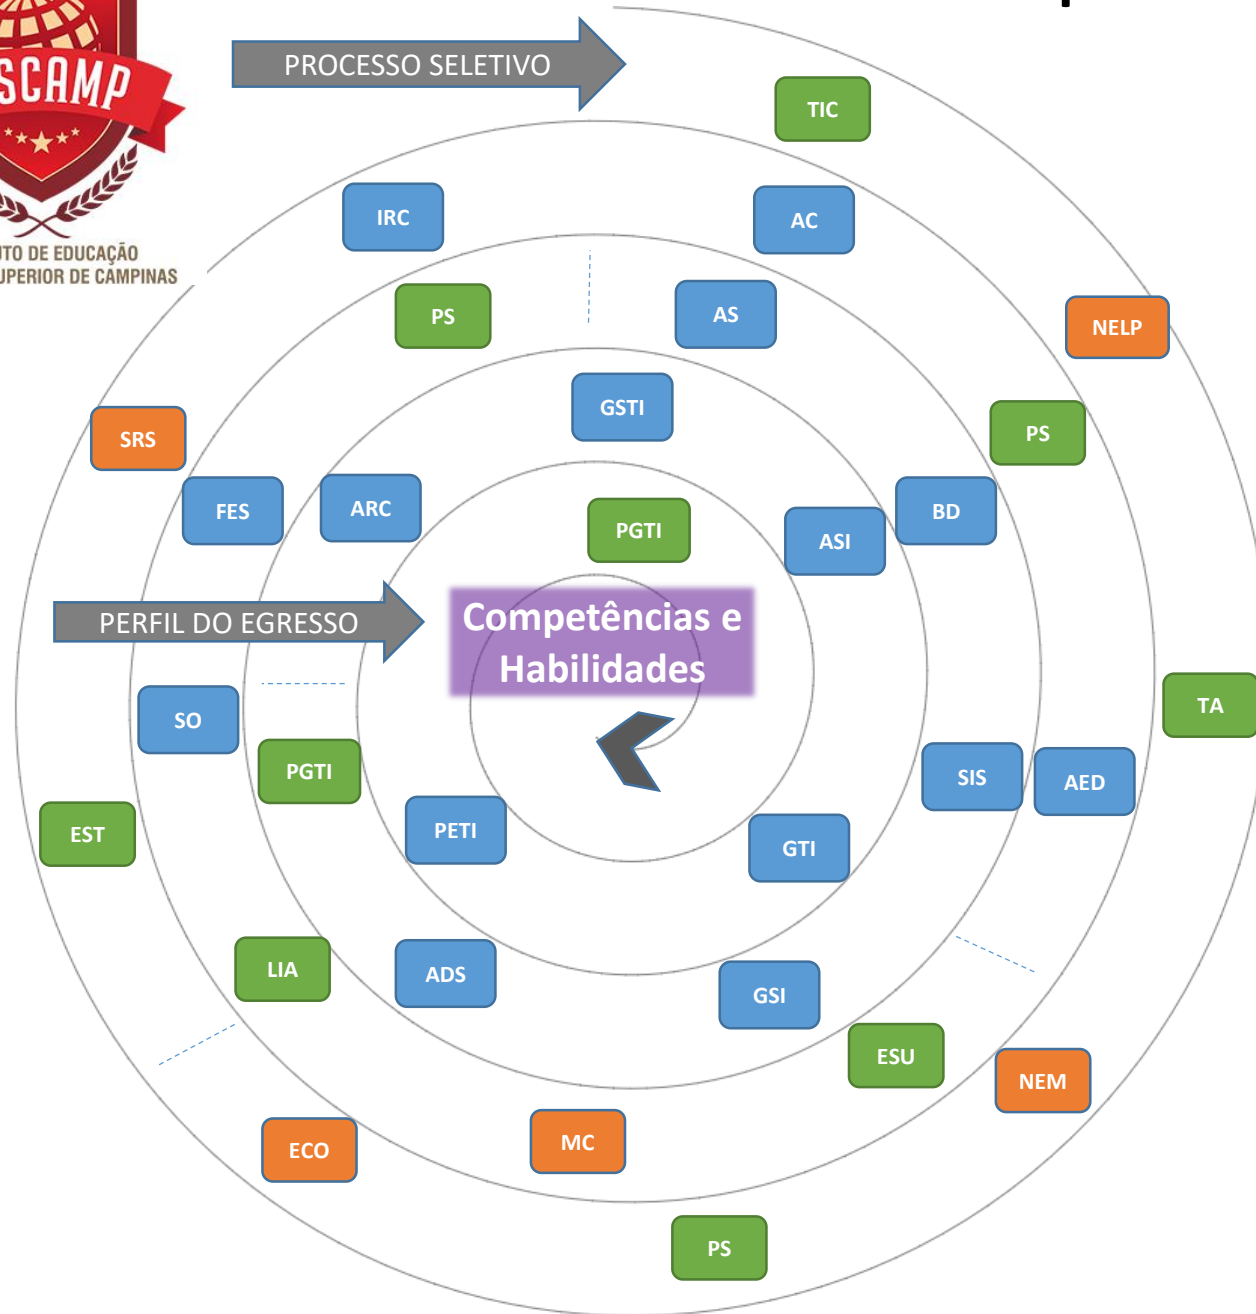 PROCESSO SELETIVO
SCAMP
UTO DE EDUCAÇÃO
UPERIOR DE CAMPINAS
TIC
IRC
AC
PS
AS
NELP
GSTI
SRS
PS
FES
ARC
BD
PGTI
ASI
PERFIL DO EGRESSO
Competências e
Habilidades
SO
TA
PGTI
SIS
AED
EST
PETI
GTI
LIA
ADS
GSI
ESU
NEM
ECO
MC
PS